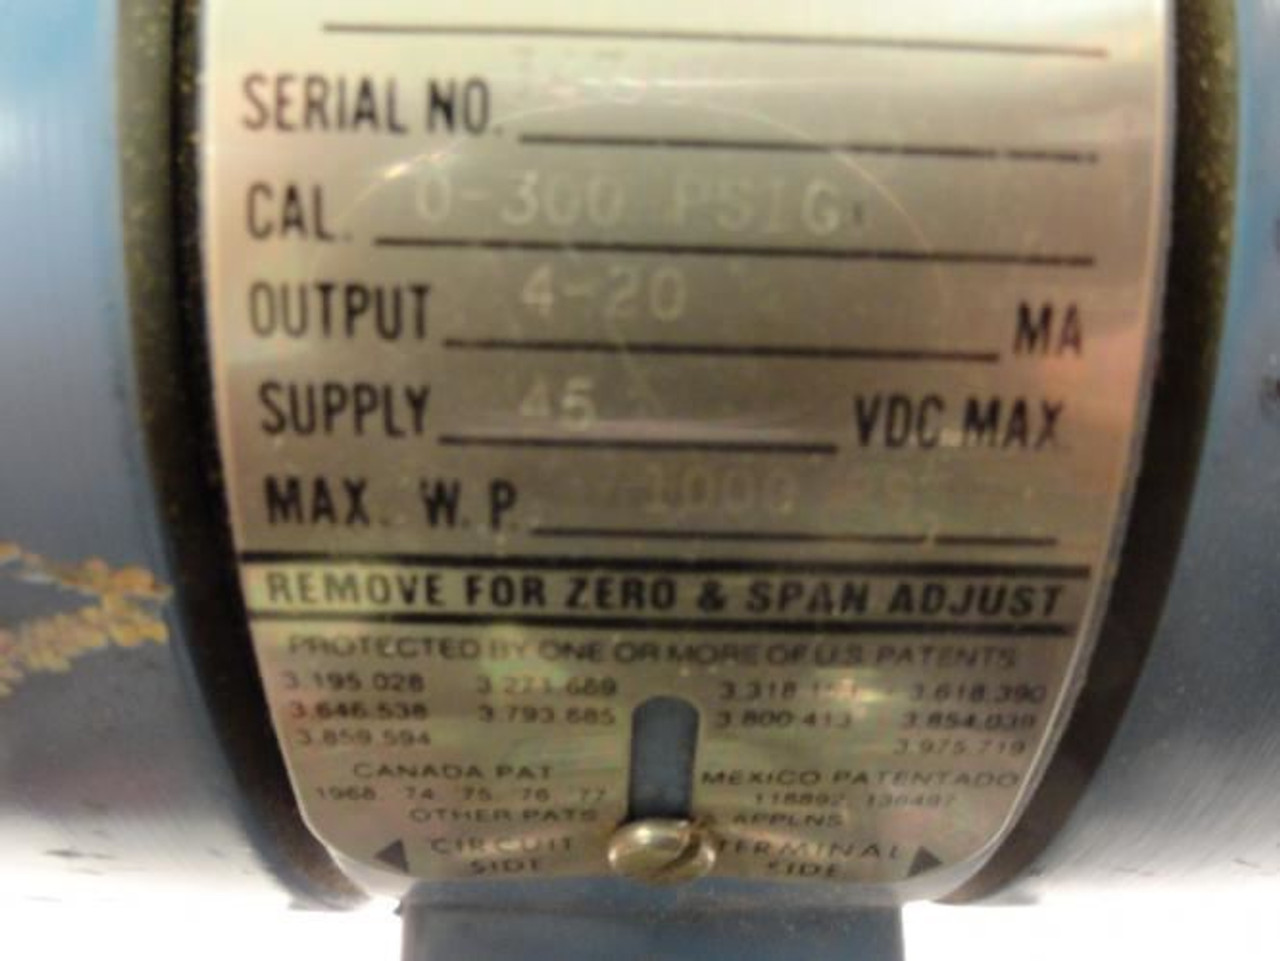 SERIAL NO.
CAL. 0-300 PSIG
OUTPUT 4-20 MA
SUPPLY 45 VDC MAX.
MAX. W. P. 1000
REMOVE FOR ZERO & SPAN ADJUST
PROTECTED BY ONE OR MORE OF U.S. PATENTS
3.195.028 3.271.669 3.618.390
3.646.538 3.793.885 3.800.413 3.854.039
3.859.594 3.975.719
CANADA PAT MEXICO PATENTADO
1968 74 75 76 77
OTHER PATS & APPLNS
CIRCUIT TERMINAL
SIDE SIDE